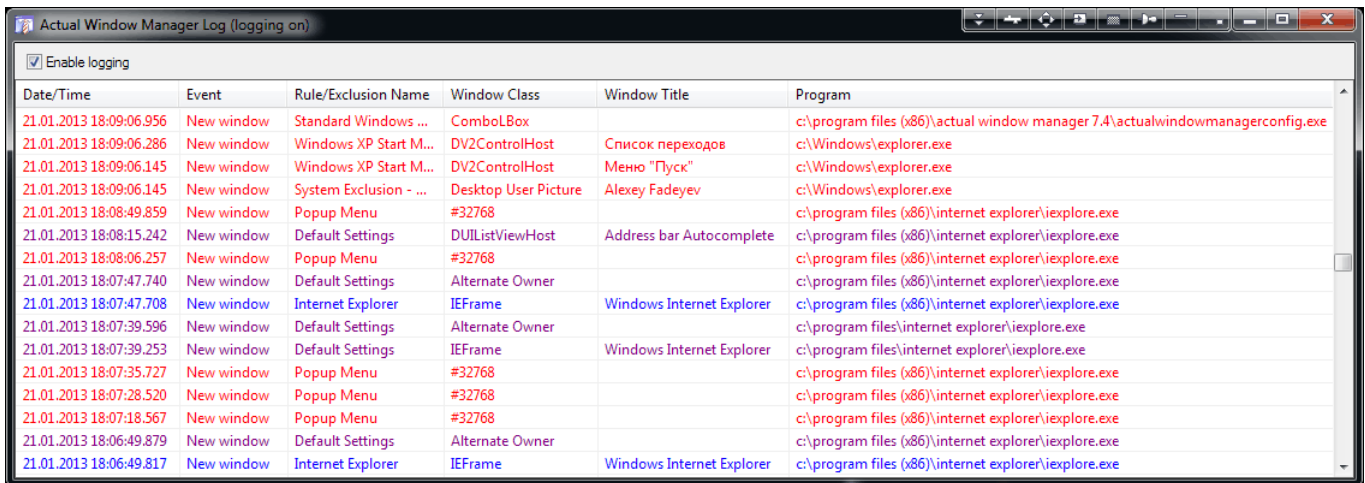 Actual Window Manager Log (logging on)
Enable logging
Date/Time Event Rule/Exclusion Name Window Class Window Title Program
21.01.2013 18:09:06.956 New window Standard Windows ... ComboLBox c:\program files (x86)\actual window manager 7.4\actualwindowmanagerconfig.exe
21.01.2013 18:09:06.286 New window Windows XP Start M... DV2ControlHost Список переходов c:\Windows\explorer.exe
21.01.2013 18:09:06.145 New window Windows XP Start M... DV2ControlHost Меню "Пуск" c:\Windows\explorer.exe
21.01.2013 18:09:06.145 New window System Exclusion - ... Desktop User Picture Alexey Fadeyev c:\Windows\explorer.exe
21.01.2013 18:08:49.859 New window Popup Menu #32768 c:\program files (x86)\internet explorer\iexplore.exe
21.01.2013 18:08:15.242 New window Default Settings DUIListViewHost Address bar Autocomplete c:\program files (x86)\internet explorer\iexplore.exe
21.01.2013 18:08:06.257 New window Popup Menu #32768 c:\program files (x86)\internet explorer\iexplore.exe
21.01.2013 18:07:47.740 New window Default Settings Alternate Owner c:\program files (x86)\internet explorer\iexplore.exe
21.01.2013 18:07:47.708 New window Internet Explorer IEFrame Windows Internet Explorer c:\program files (x86)\internet explorer\iexplore.exe
21.01.2013 18:07:39.596 New window Default Settings Alternate Owner c:\program files\internet explorer\iexplore.exe
21.01.2013 18:07:39.253 New window Default Settings IEFrame Windows Internet Explorer c:\program files\internet explorer\iexplore.exe
21.01.2013 18:07:35.727 New window Popup Menu #32768 c:\program files (x86)\internet explorer\iexplore.exe
21.01.2013 18:07:28.520 New window Popup Menu #32768 c:\program files (x86)\internet explorer\iexplore.exe
21.01.2013 18:07:18.567 New window Popup Menu #32768 c:\program files (x86)\internet explorer\iexplore.exe
21.01.2013 18:06:49.879 New window Default Settings Alternate Owner c:\program files (x86)\internet explorer\iexplore.exe
21.01.2013 18:06:49.817 New window Internet Explorer IEFrame Windows Internet Explorer c:\program files (x86)\internet explorer\iexplore.exe